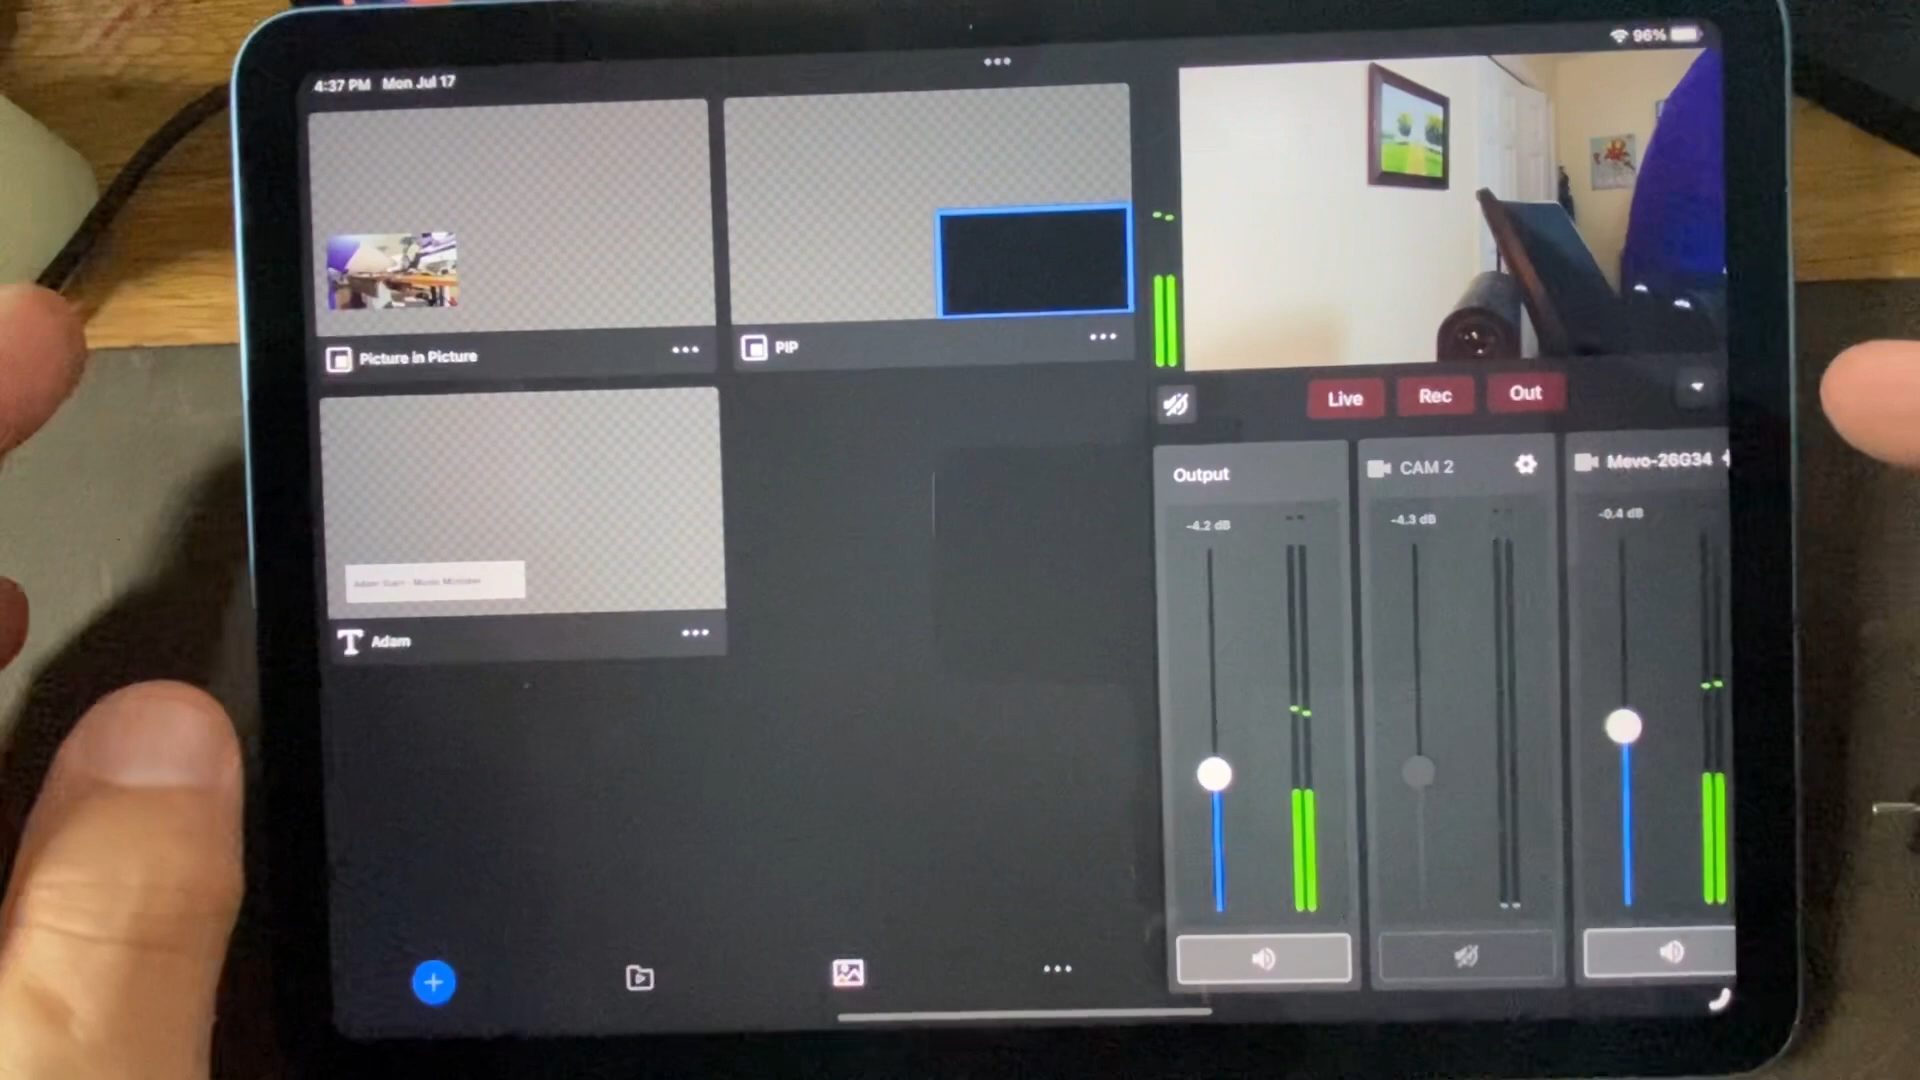 4:37 PM Mon Jul 17
96%
Picture in Picture
PIP
Adam
Live
Rec
Out
Output
CAM 2
Mevo-26G34
-4.2 dB
-4.3 dB
-0.4 dB